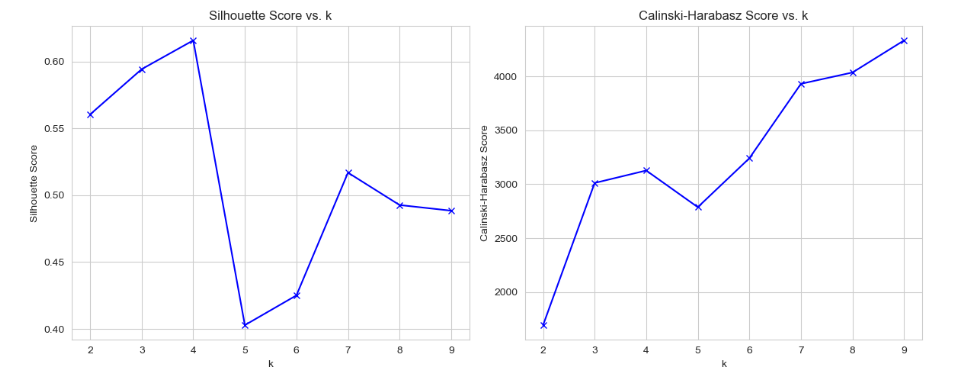 Silhouette Score vs. k
Silhouette Score
0.60
0.55
0.50
0.45
0.40
2 3 4 5 6 7 8 9
k
Calinski-Harabasz Score vs. k
Calinski-Harabasz Score
4000
3500
3000
2500
2000
2 3 4 5 6 7 8 9
k